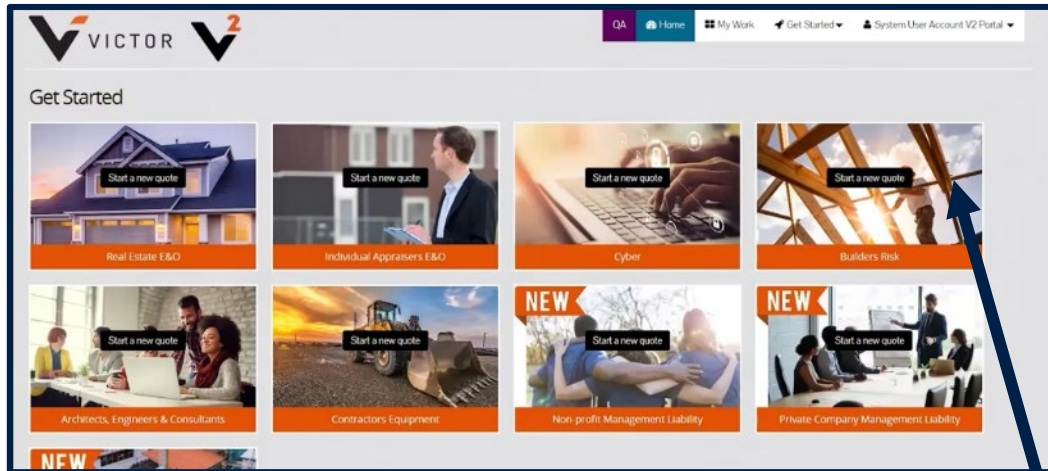 VICTOR V2
QA Home My Work Get Started System User Account V2 Portal
Get Started
Start a new quote
Real Estate E&O
Start a new quote
Individual Appraisers E&O
Start a new quote
Cyber
Start a new quote
Builders Risk
Start a new quote
Architects, Engineers & Consultants
Start a new quote
Contractors Equipment
NEW
Start a new quote
Non-profit Management Liability
NEW
Start a new quote
Private Company Management Liability
NEW